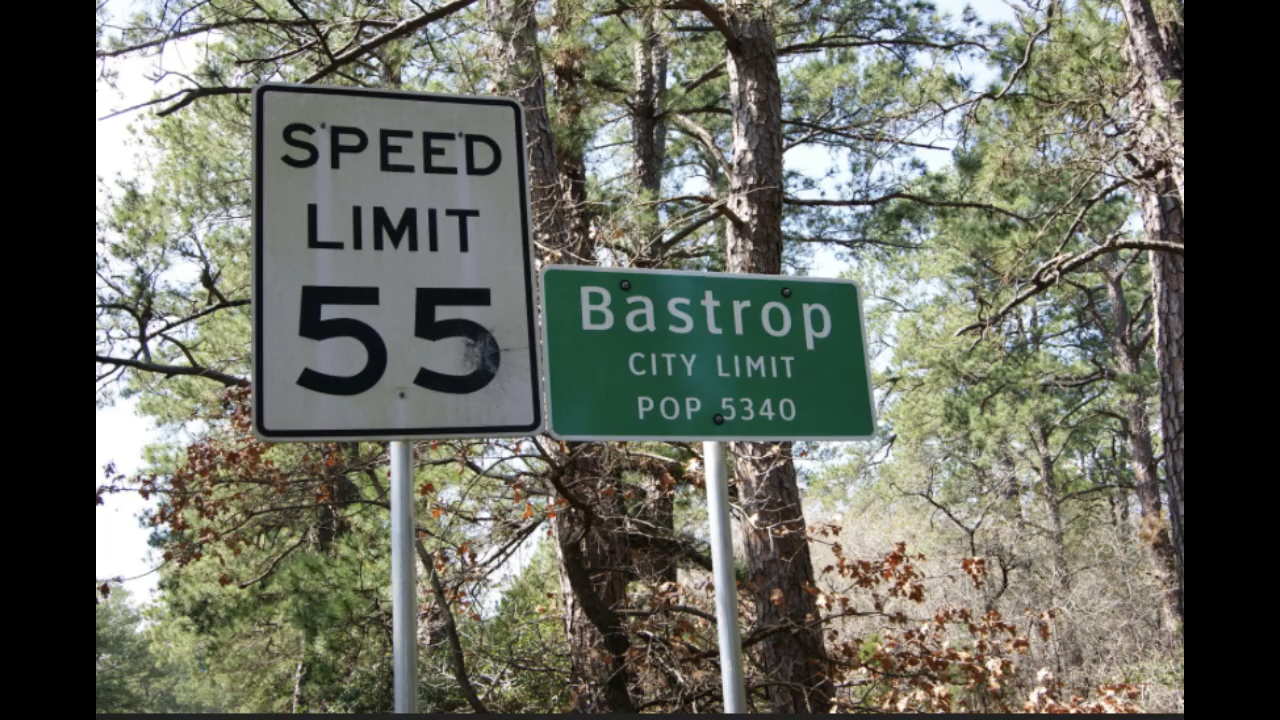 SPEED
LIMIT
55
Bastrop
CITY LIMIT
POP 5340